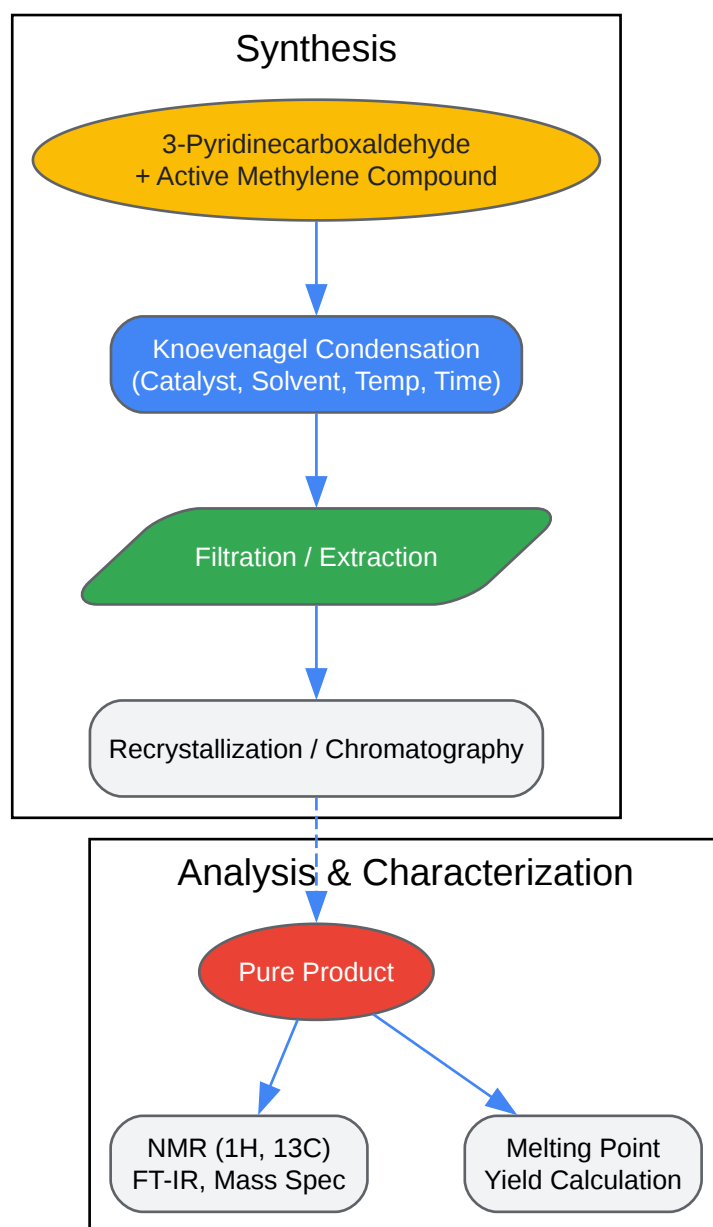 Synthesis
3-Pyridinecarboxaldehyde
+ Active Methylene Compound
Knoevenagel Condensation
(Catalyst, Solvent, Temp, Time)
Filtration / Extraction
Recrystallization / Chromatography
Analysis & Characterization
Pure Product
NMR (1H, 13C)
FT-IR, Mass Spec
Melting Point
Yield Calculation